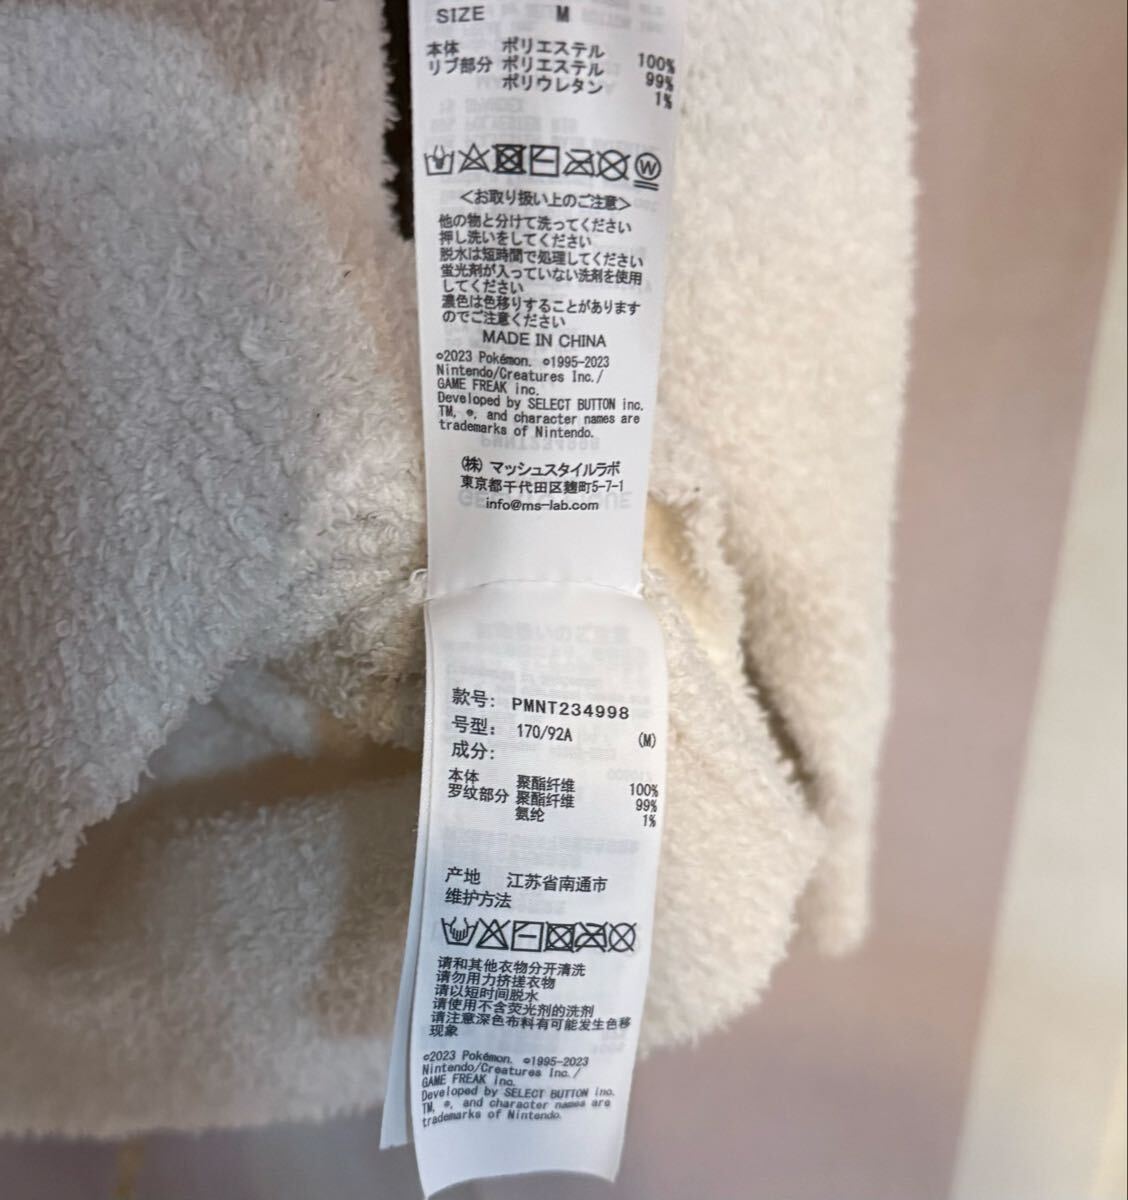 SIZE M
本体 ポリエステル 100%
リブ部分 ポリエステル 99%
ポリウレタン 1%
W
<お取り扱い上のご注意>
他の物と分けて洗ってください
押し洗いをしてください
脱水は短時間で処理してください
蛍光剤が入っていない洗剤を使用
してください
濃色は色移りすることがあります
のでご注意ください
MADE IN CHINA
©2023 Pokémon. ©1995-2023
Nintendo/Creatures Inc./
GAME FREAK inc.
Developed by SELECT BUTTON inc.
TM, ®, and character names are
trademarks of Nintendo.
(株) マッシュスタイルラボ
東京都千代田区麹町5-7-1
info@ms-lab.com
款号: PMNT234998
号型: 170/92A (M)
成分:
本体 聚酯纤维 100%
罗纹部分 聚酯纤维 99%
氨纶 1%
产地 江苏省南通市
维护方法
请和其他衣物分开清洗
请勿用力挤搓衣物
请以短时间脱水
请使用不含荧光剂的洗剂
请注意深色布料有可能发生色移
现象
©2023 Pokémon. ©1995-2023
Nintendo/Creatures Inc./
GAME FREAK inc.
Developed by SELECT BUTTON inc.
TM, ®, and character names are
trademarks of Nintendo.